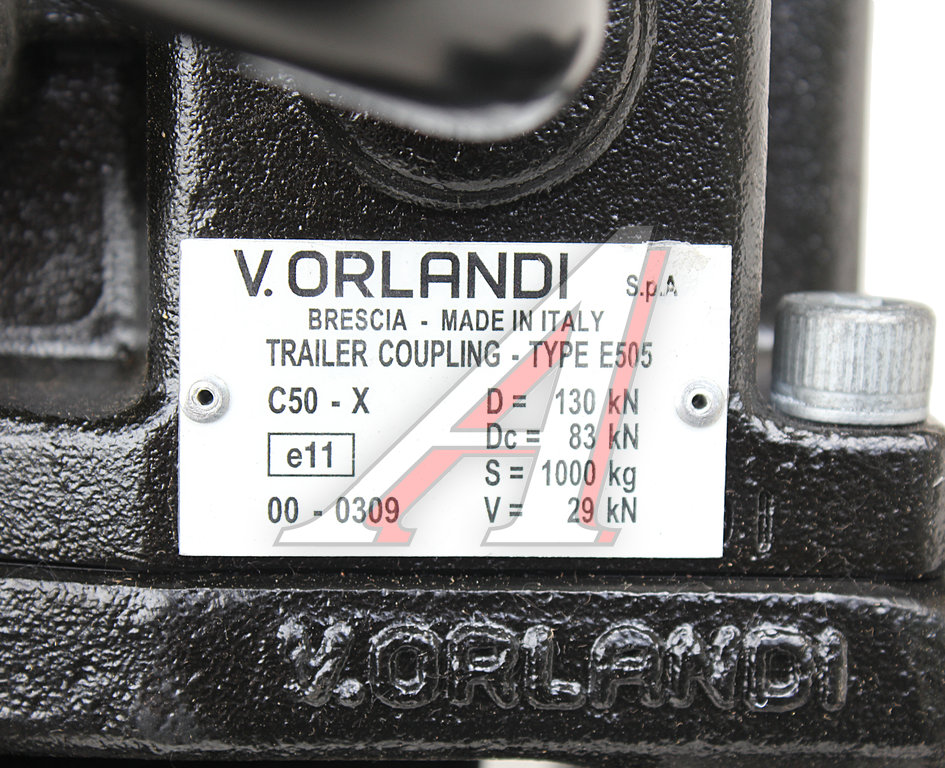 V. ORLANDI S.p.A
BRESCIA - MADE IN ITALY
TRAILER COUPLING - TYPE E505
C50 - X D = 130 kN
Dc = 83 kN
e11
S = 1000 kg
00 - 0309 V = 29 kN
V.ORLANDI